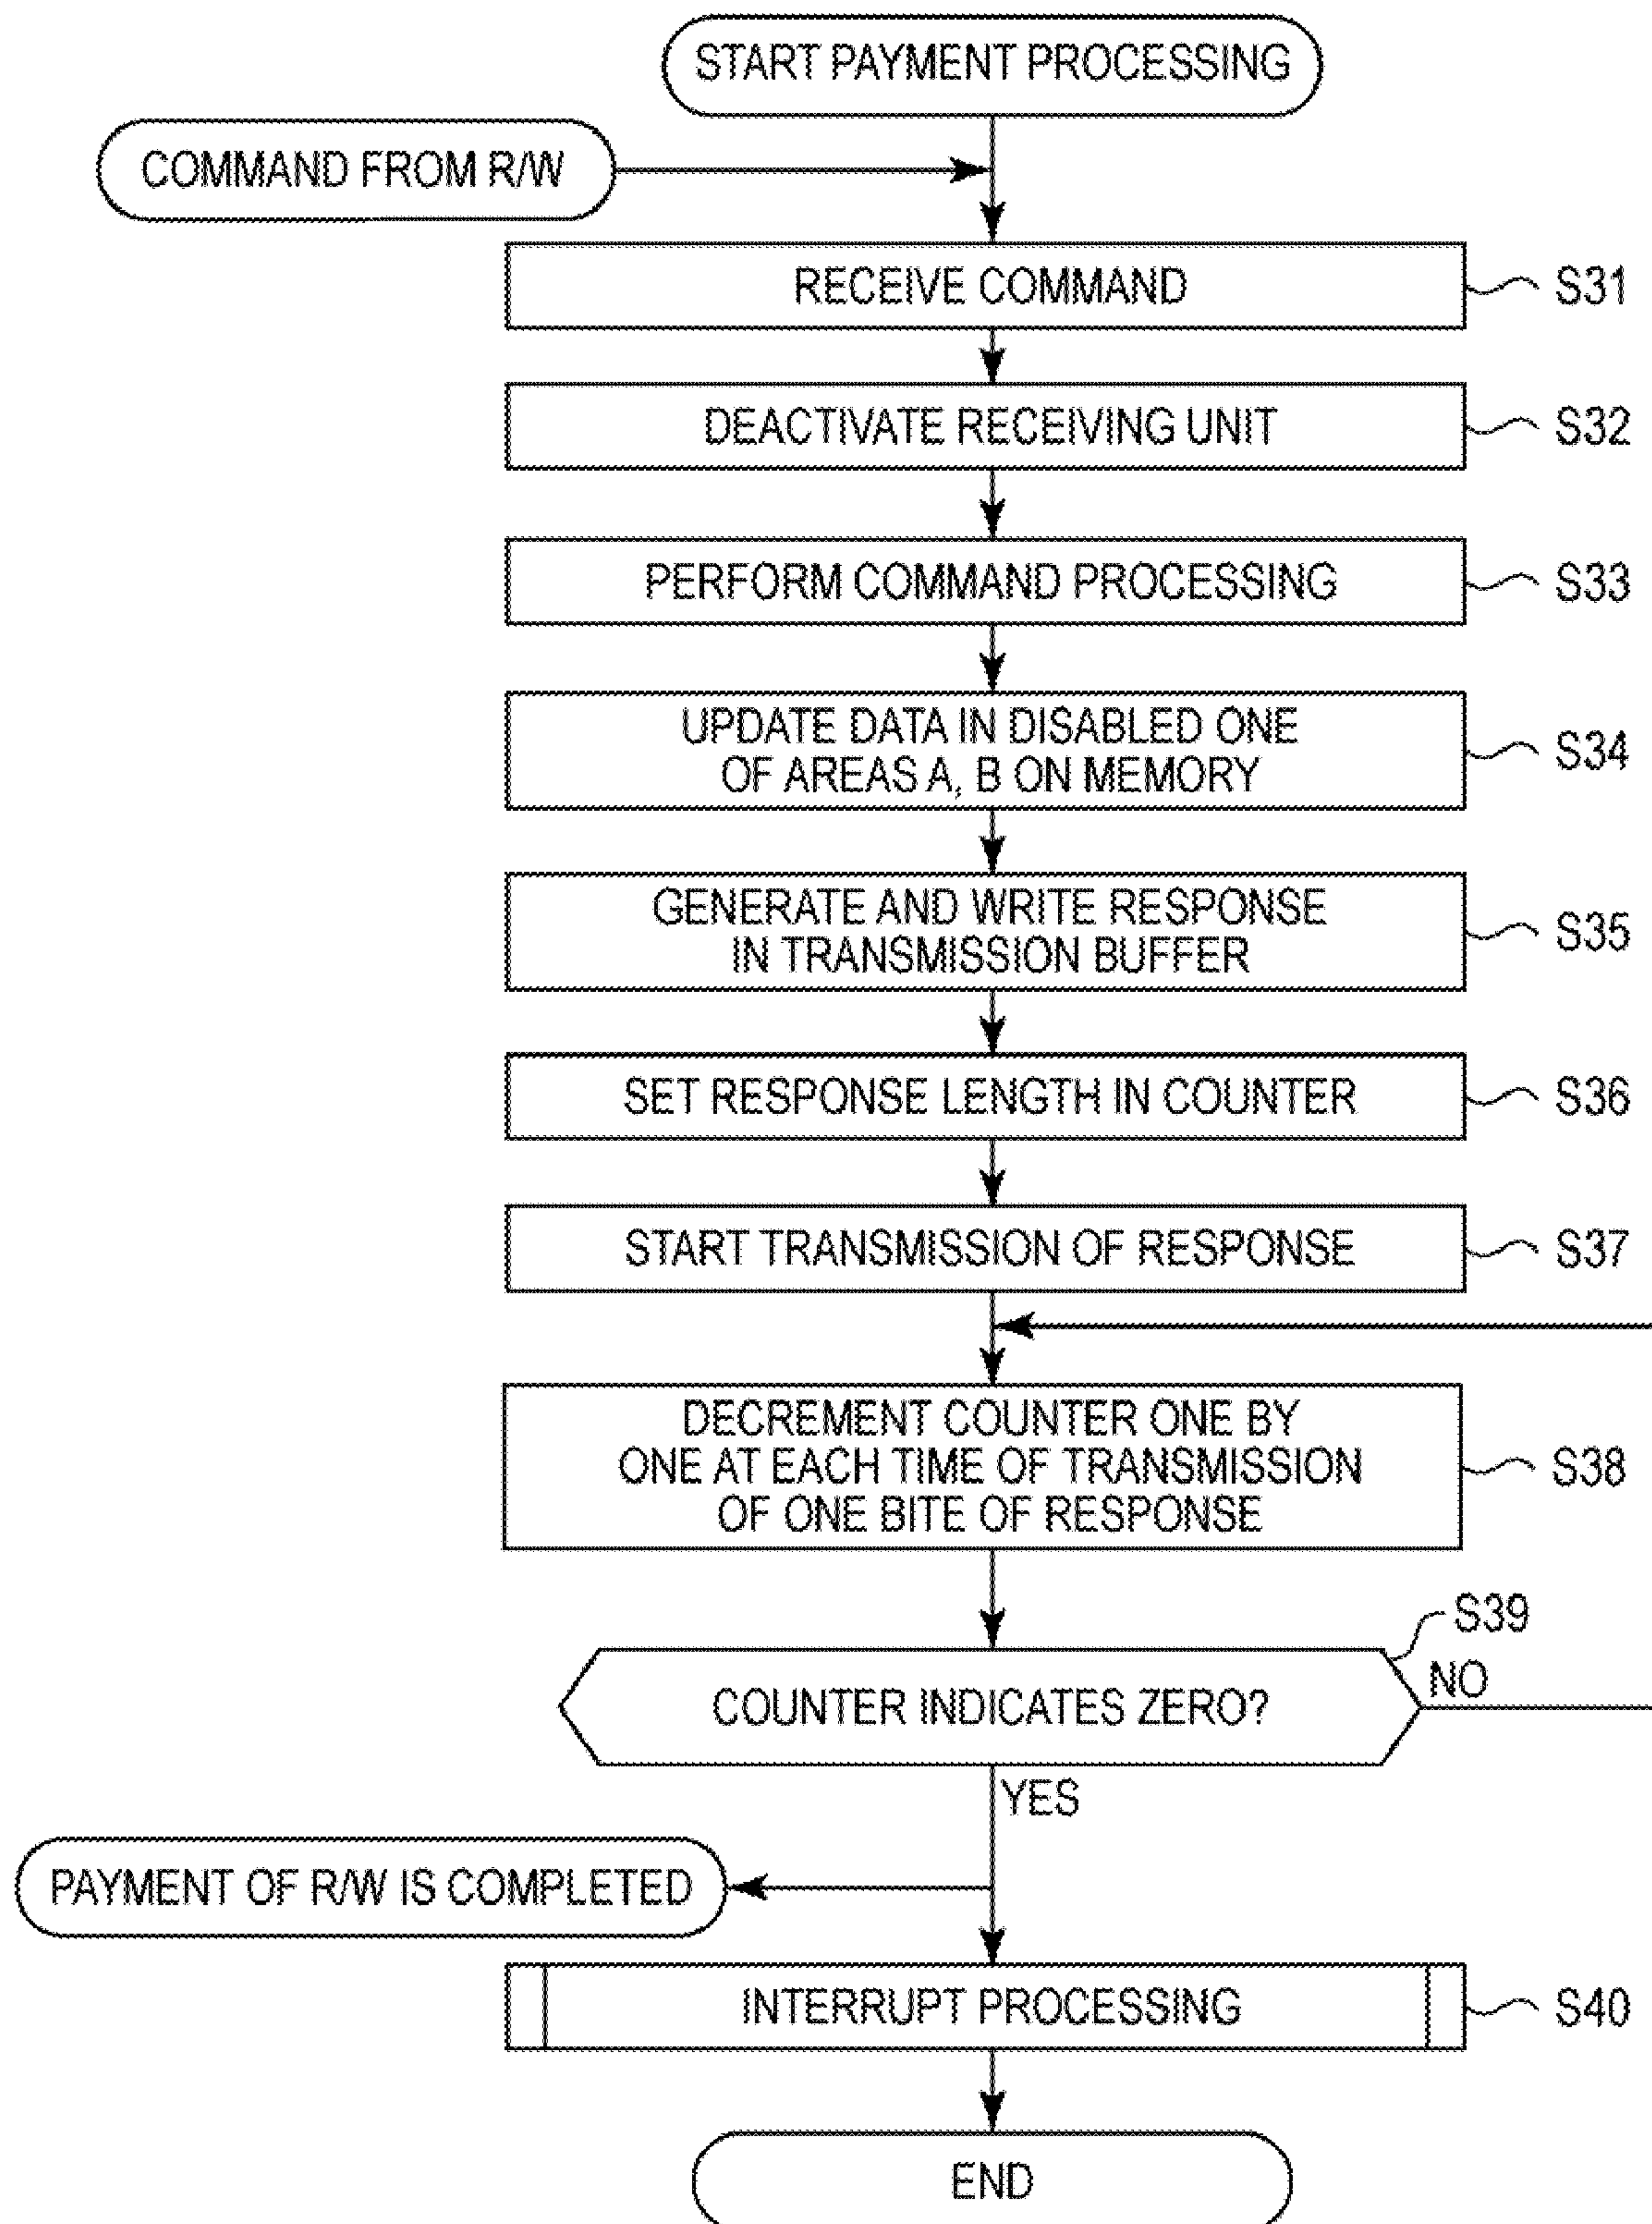 START PAYMENT PROCESSING
COMMAND FROM R/W
RECEIVE COMMAND
S31
DEACTIVATE RECEIVING UNIT
S32
PERFORM COMMAND PROCESSING
S33
UPDATE DATA IN DISABLED ONE
OF AREAS A, B ON MEMORY
S34
GENERATE AND WRITE RESPONSE
IN TRANSMISSION BUFFER
S35
SET RESPONSE LENGTH IN COUNTER
S36
START TRANSMISSION OF RESPONSE
S37
DECREMENT COUNTER ONE BY
ONE AT EACH TIME OF TRANSMISSION
OF ONE BITE OF RESPONSE
S38
S39
COUNTER INDICATES ZERO?
NO
YES
PAYMENT OF R/W IS COMPLETED
INTERRUPT PROCESSING
S40
END